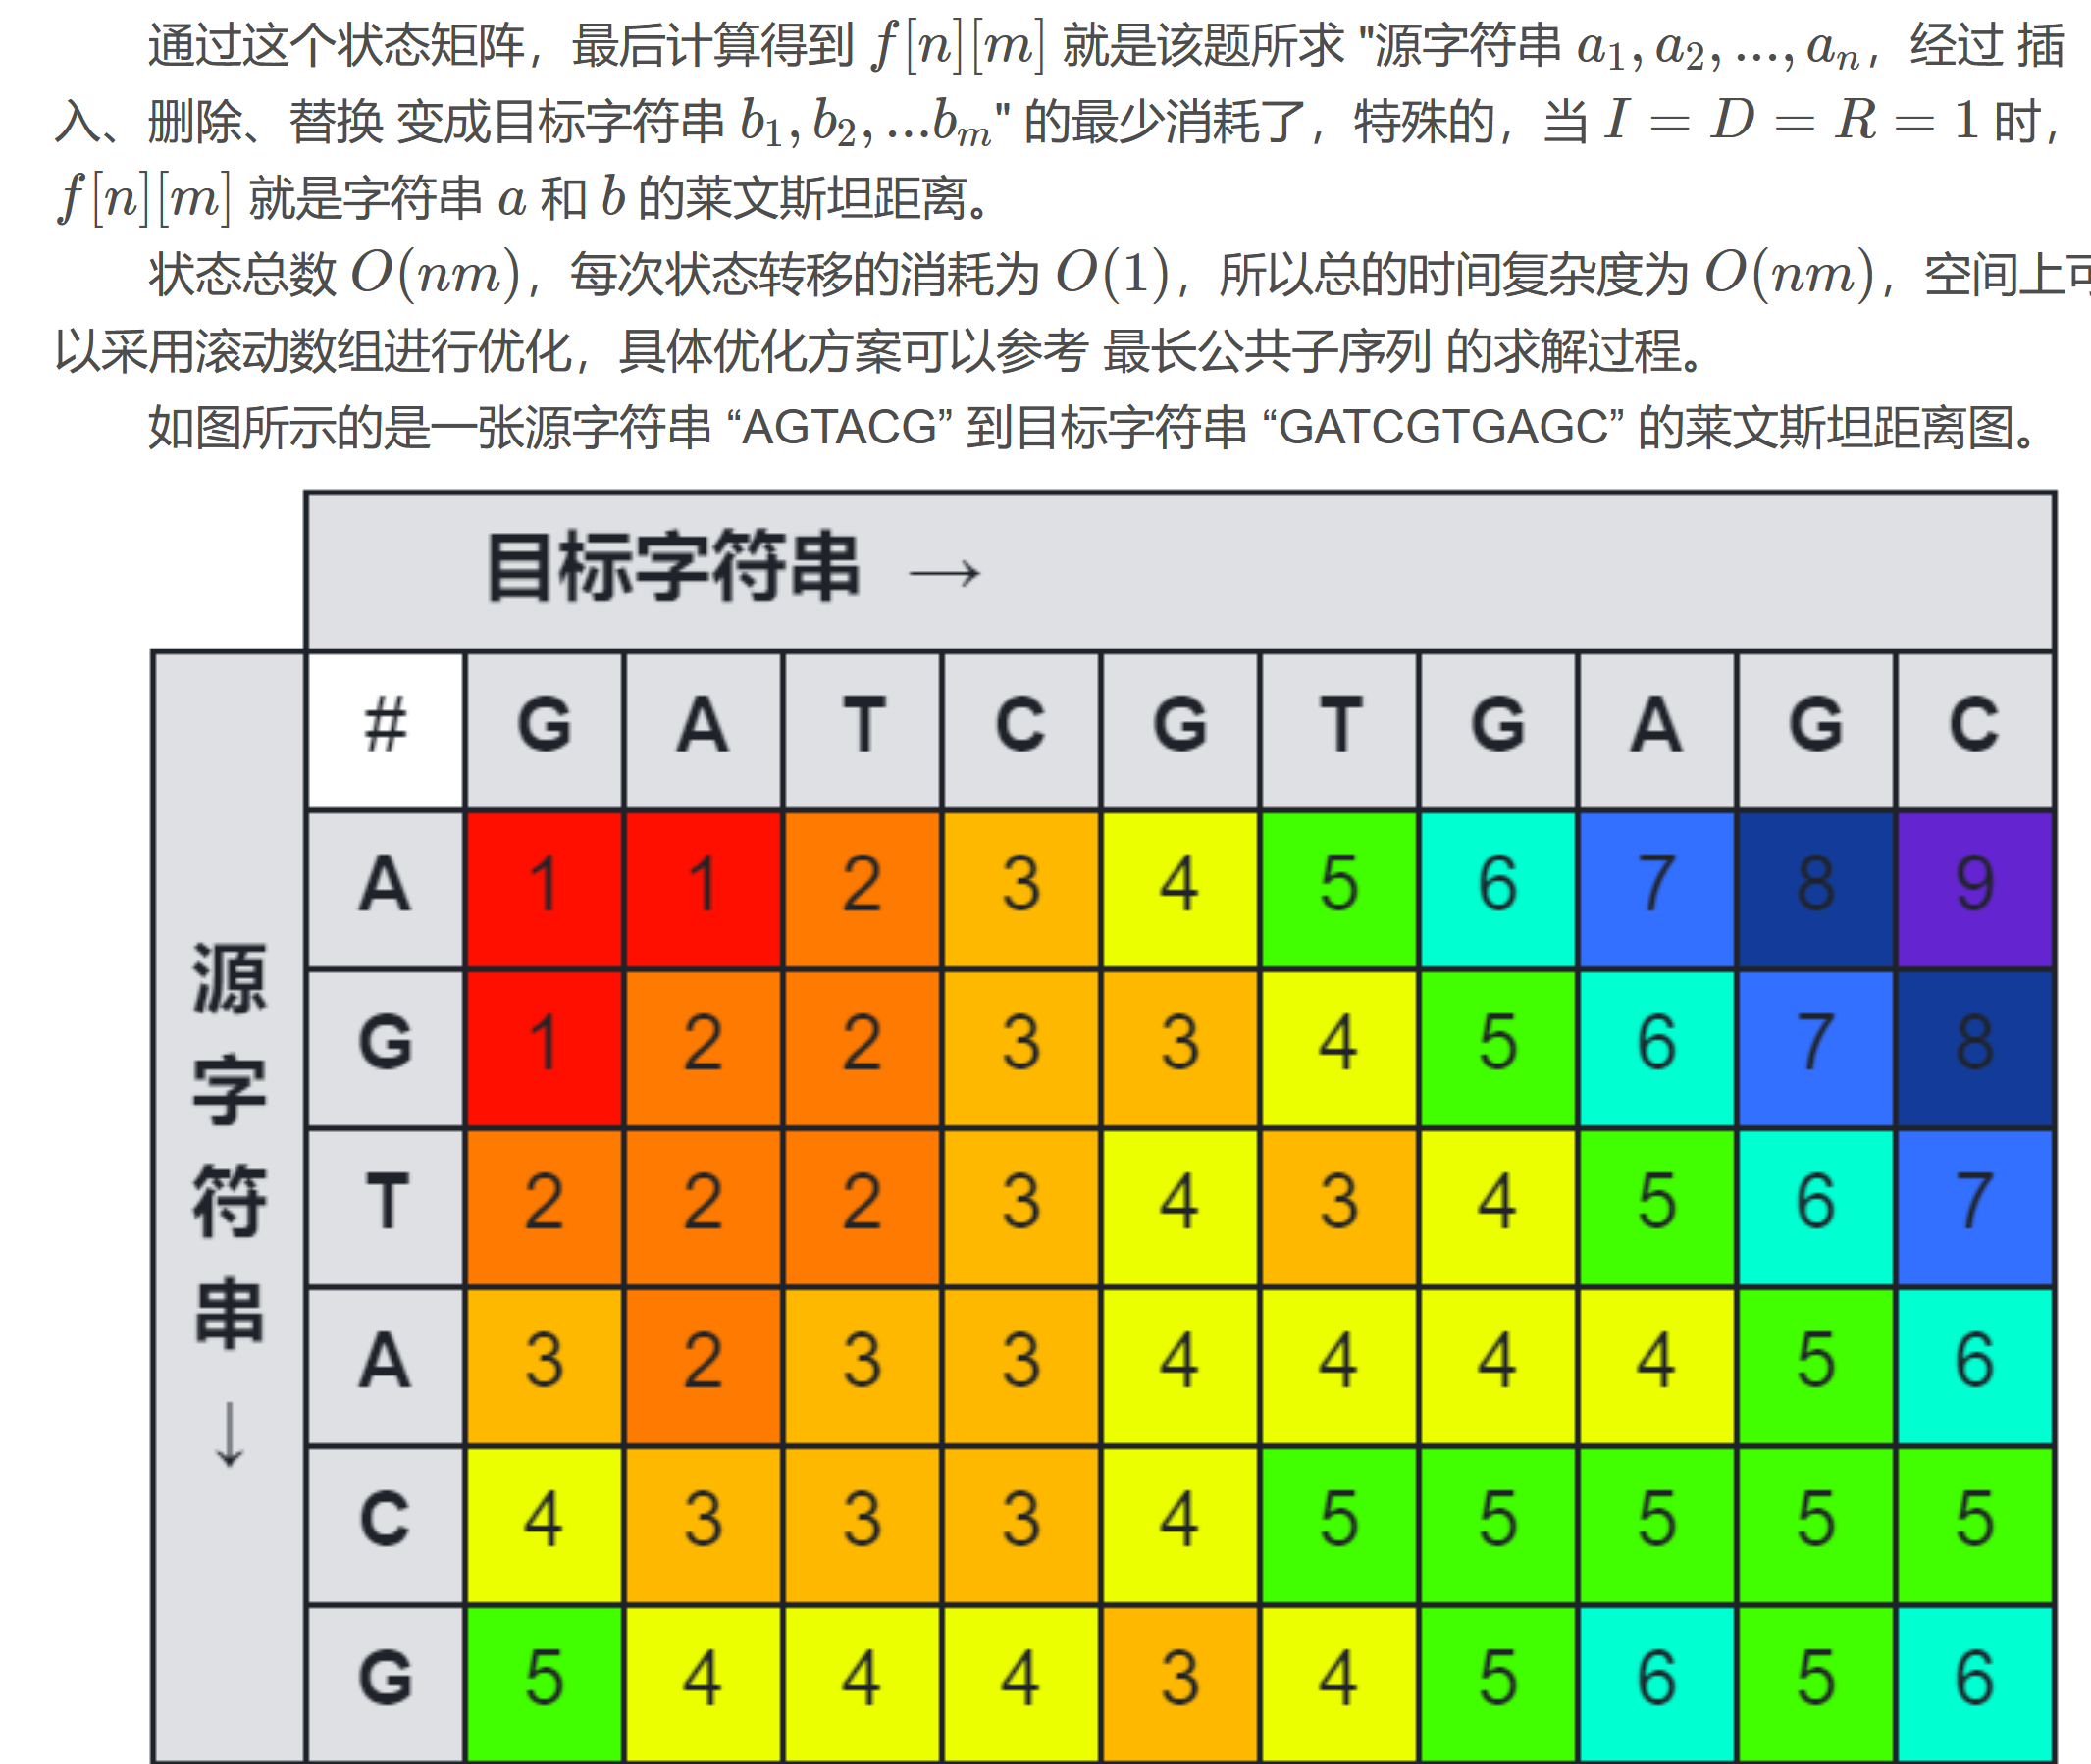 通过这个状态矩阵，最后计算得到 f[n][m] 就是该题所求 "源字符串 a₁, a₂, ..., aₙ，经过 插
入、删除、替换 变成目标字符串 b₁, b₂, ...bₘ" 的最少消耗了，特殊的，当 I = D = R = 1 时，
f[n][m] 就是字符串 a 和 b 的莱文斯坦距离。
状态总数 O(nm)，每次状态转移的消耗为 O(1)，所以总的时间复杂度为 O(nm)，空间上可
以采用滚动数组进行优化，具体优化方案可以参考 最长公共子序列 的求解过程。
如图所示的是一张源字符串 “AGTACG” 到目标字符串 “GATCGTGAGC” 的莱文斯坦距离图。
目标字符串 →
源字符串 ↓
# G A T C G T G A G C
A 1 1 2 3 4 5 6 7 8 9
G 1 2 2 3 3 4 5 6 7 8
T 2 2 2 3 4 3 4 5 6 7
A 3 2 3 3 4 4 4 4 5 6
C 4 3 3 3 4 5 5 5 5 5
G 5 4 4 4 3 4 5 6 5 6